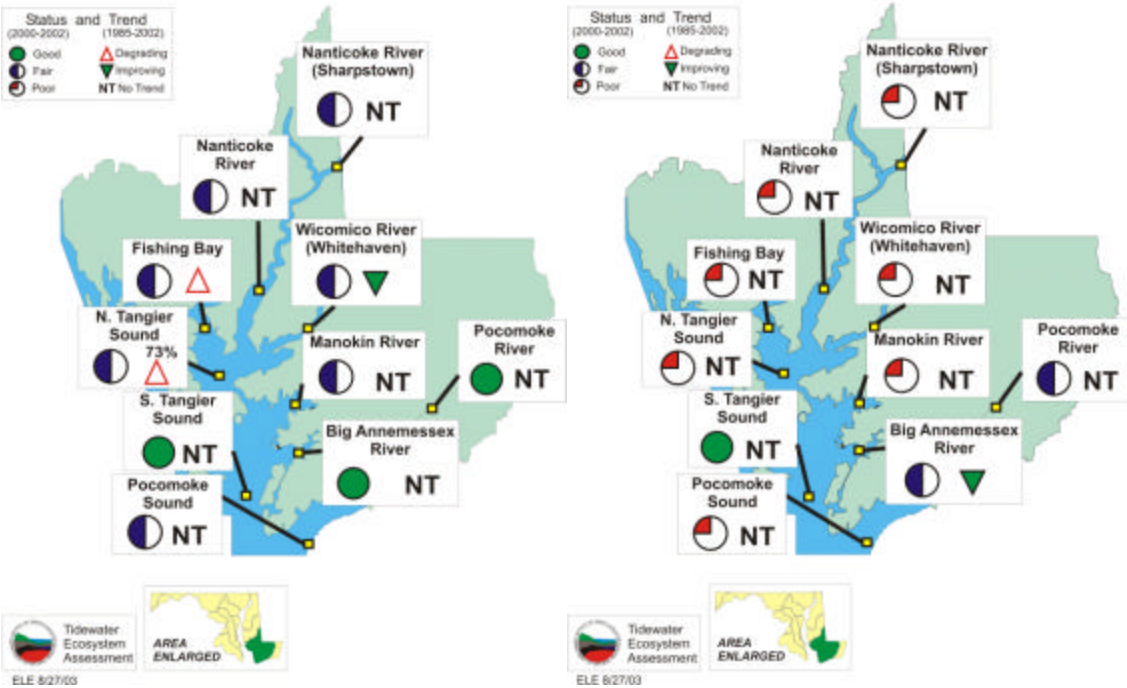 Status and Trend
(2000-2002) (1985-2002)
Good Degrading
Fair Improving
Poor NT No Trend
Nanticoke River
(Sharpstown)
NT
Nanticoke
River
NT
Wicomico River
(Whitehaven)
Fishing Bay
N. Tangier
Sound
73%
Manokin River
NT
Pocomoke
River
NT
S. Tangier
Sound
NT
Big Annemessex
River
NT
Pocomoke
Sound
NT
Tidewater
Ecosystem
Assessment
AREA
ENLARGED
ELE 8/27/03
Status and Trend
(2000-2002) (1985-2002)
Good Degrading
Fair Improving
Poor NT No Trend
Nanticoke River
(Sharpstown)
NT
Nanticoke
River
NT
Wicomico River
(Whitehaven)
NT
Fishing Bay
NT
N. Tangier
Sound
NT
Manokin River
NT
Pocomoke
River
NT
S. Tangier
Sound
NT
Big Annemessex
River
Pocomoke
Sound
NT
Tidewater
Ecosystem
Assessment
AREA
ENLARGED
ELE 8/27/03